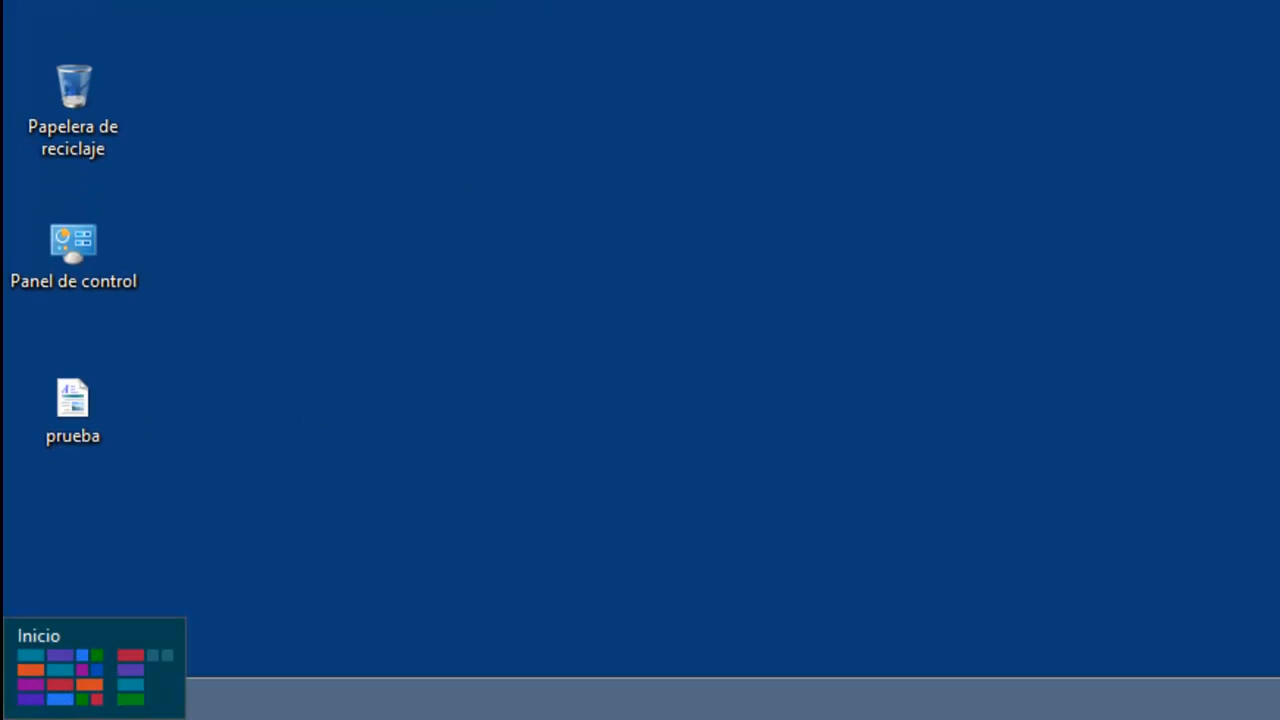 Papelera de
reciclaje
Panel de control
prueba
Inicio